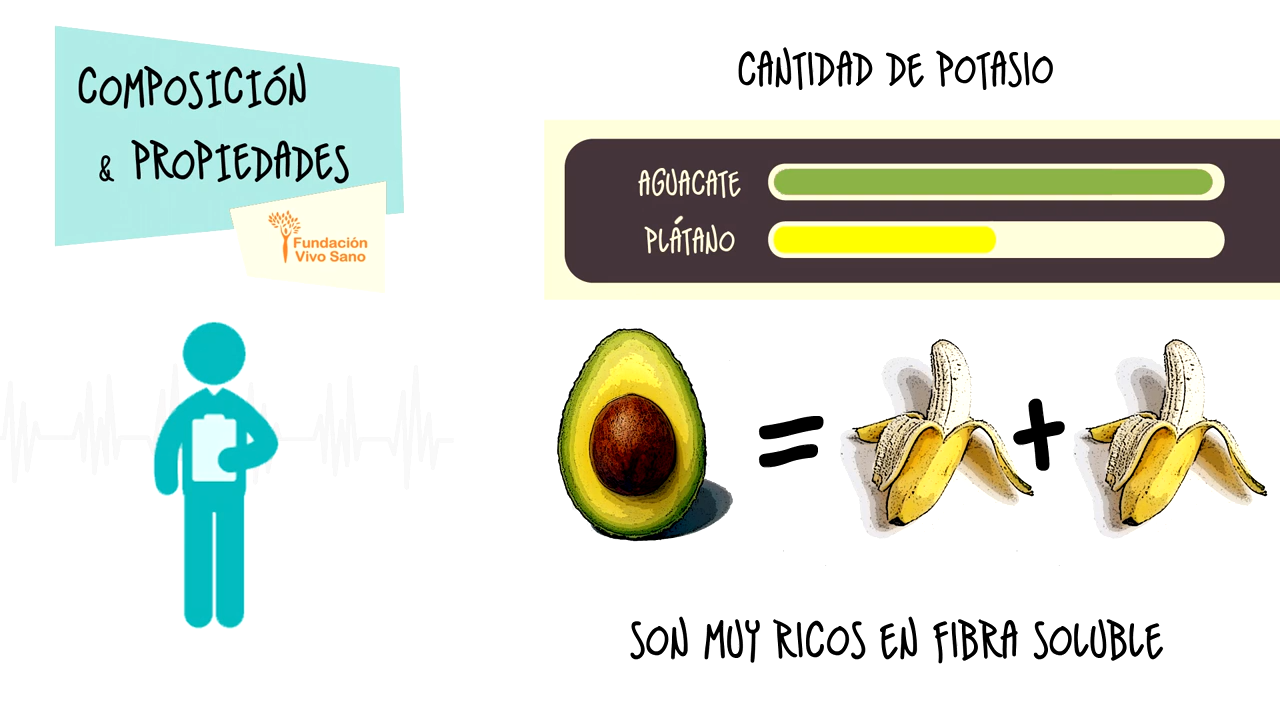 COMPOSICIÓN
& PROPIEDADES
Fundación
Vivo Sano
CANTIDAD DE POTASIO
AGUACATE
PLÁTANO
=
+
SON MUY RICOS EN FIBRA SOLUBLE